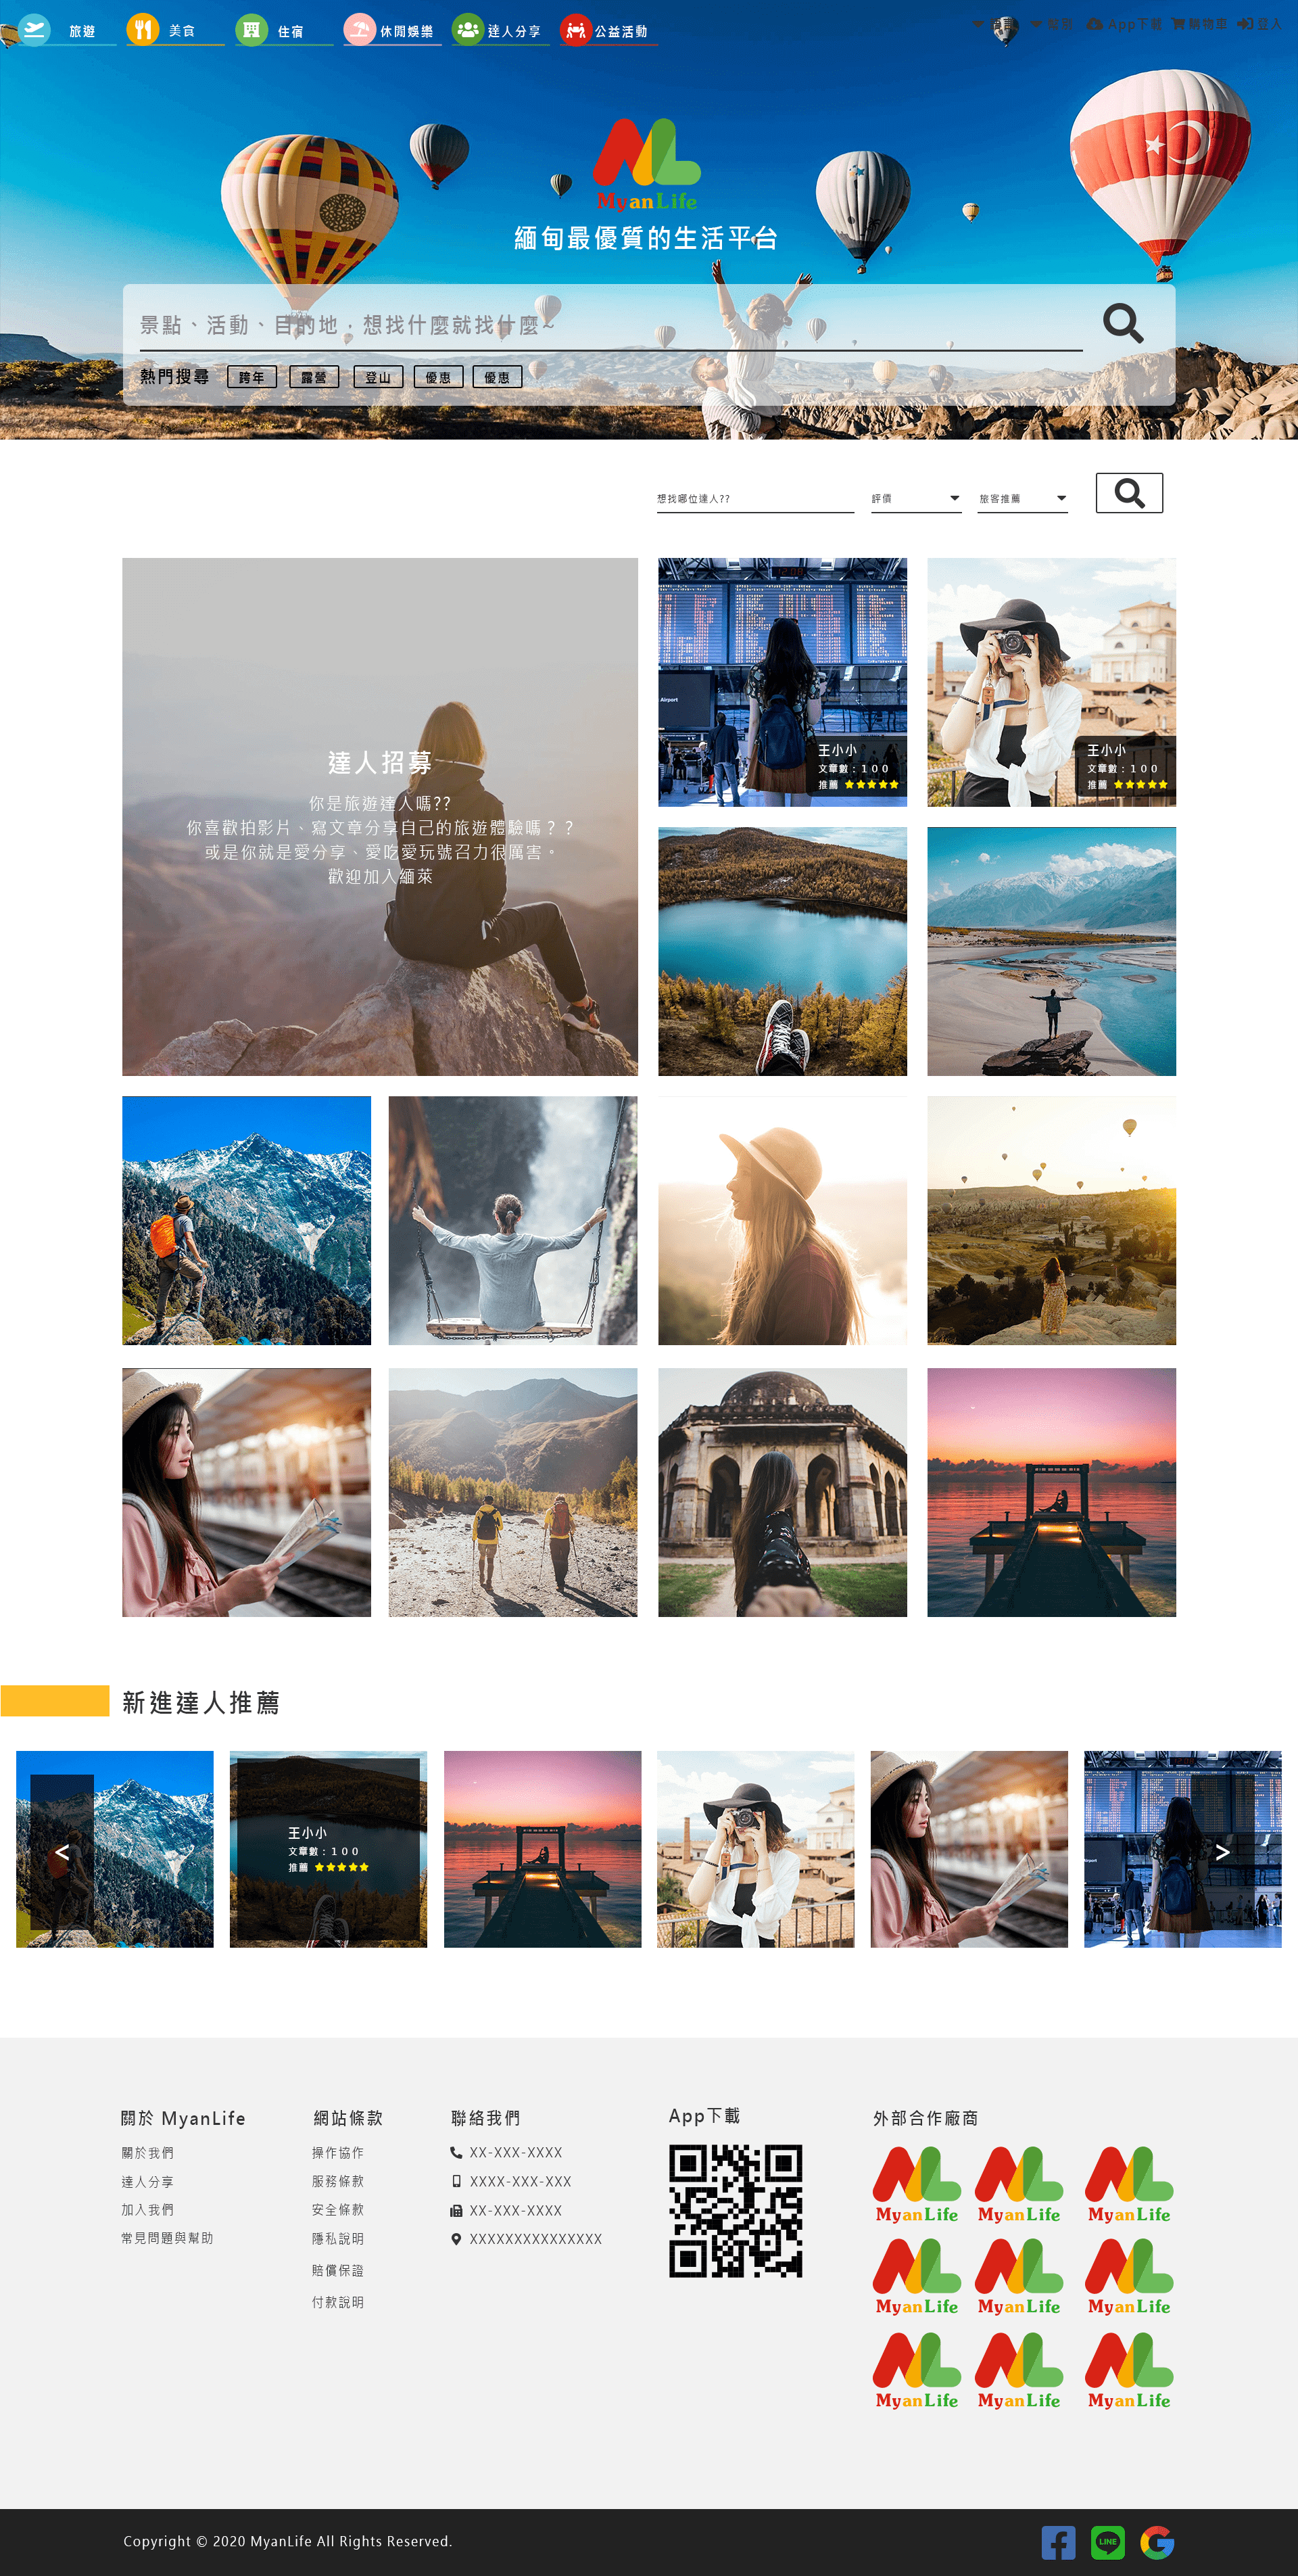 旅遊 美食 住宿 休閒娛樂 達人分享 公益活動
App下載 購物車 登入
MyanLife
緬甸最優質的生活平台
景點、活動、目的地，想找什麼就找什麼~
熱門搜尋 跨年 露營 登山 優惠 優惠
想找哪位達人?? 評價 旅客推薦
達人招募
你是旅遊達人嗎??
你喜歡拍影片、寫文章分享自己的旅遊體驗嗎？？
或是你就是愛分享、愛吃愛玩號召力很厲害。
歡迎加入緬萊
Airport
王小小
文章數：１００
推薦
王小小
文章數：１００
推薦
新進達人推薦
<
王小小
文章數：１００
推薦
Airport
>
關於 MyanLife
關於我們
達人分享
加入我們
常見問題與幫助
網站條款
操作協作
服務條款
安全條款
隱私說明
賠償保證
付款說明
聯絡我們
XX-XXX-XXXX
XXXX-XXX-XXX
XX-XXX-XXXX
XXXXXXXXXXXXXXX
App下載
外部合作廠商
MyanLife MyanLife MyanLife
MyanLife MyanLife MyanLife
MyanLife MyanLife MyanLife
Copyright © 2020 MyanLife All Rights Reserved.
LINE